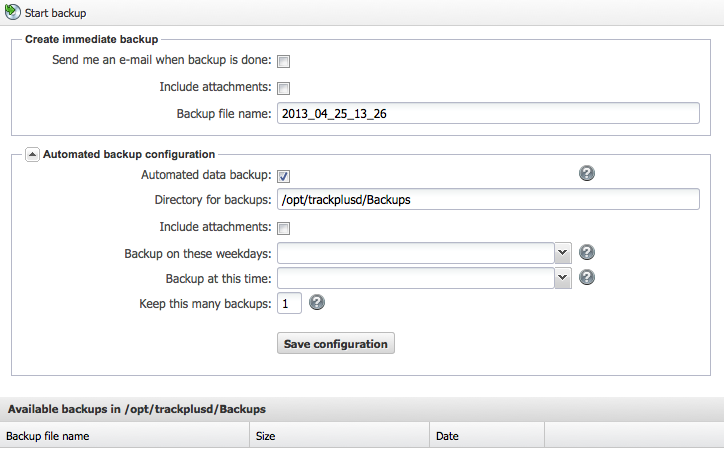 Start backup
Create immediate backup
Send me an e-mail when backup is done:
Include attachments:
Backup file name: 2013_04_25_13_26
Automated backup configuration
Automated data backup: ?
Directory for backups: /opt/trackplusd/Backups
Include attachments:
Backup on these weekdays: ?
Backup at this time: ?
Keep this many backups: 1 ?
Save configuration
Available backups in /opt/trackplusd/Backups
Backup file name Size Date